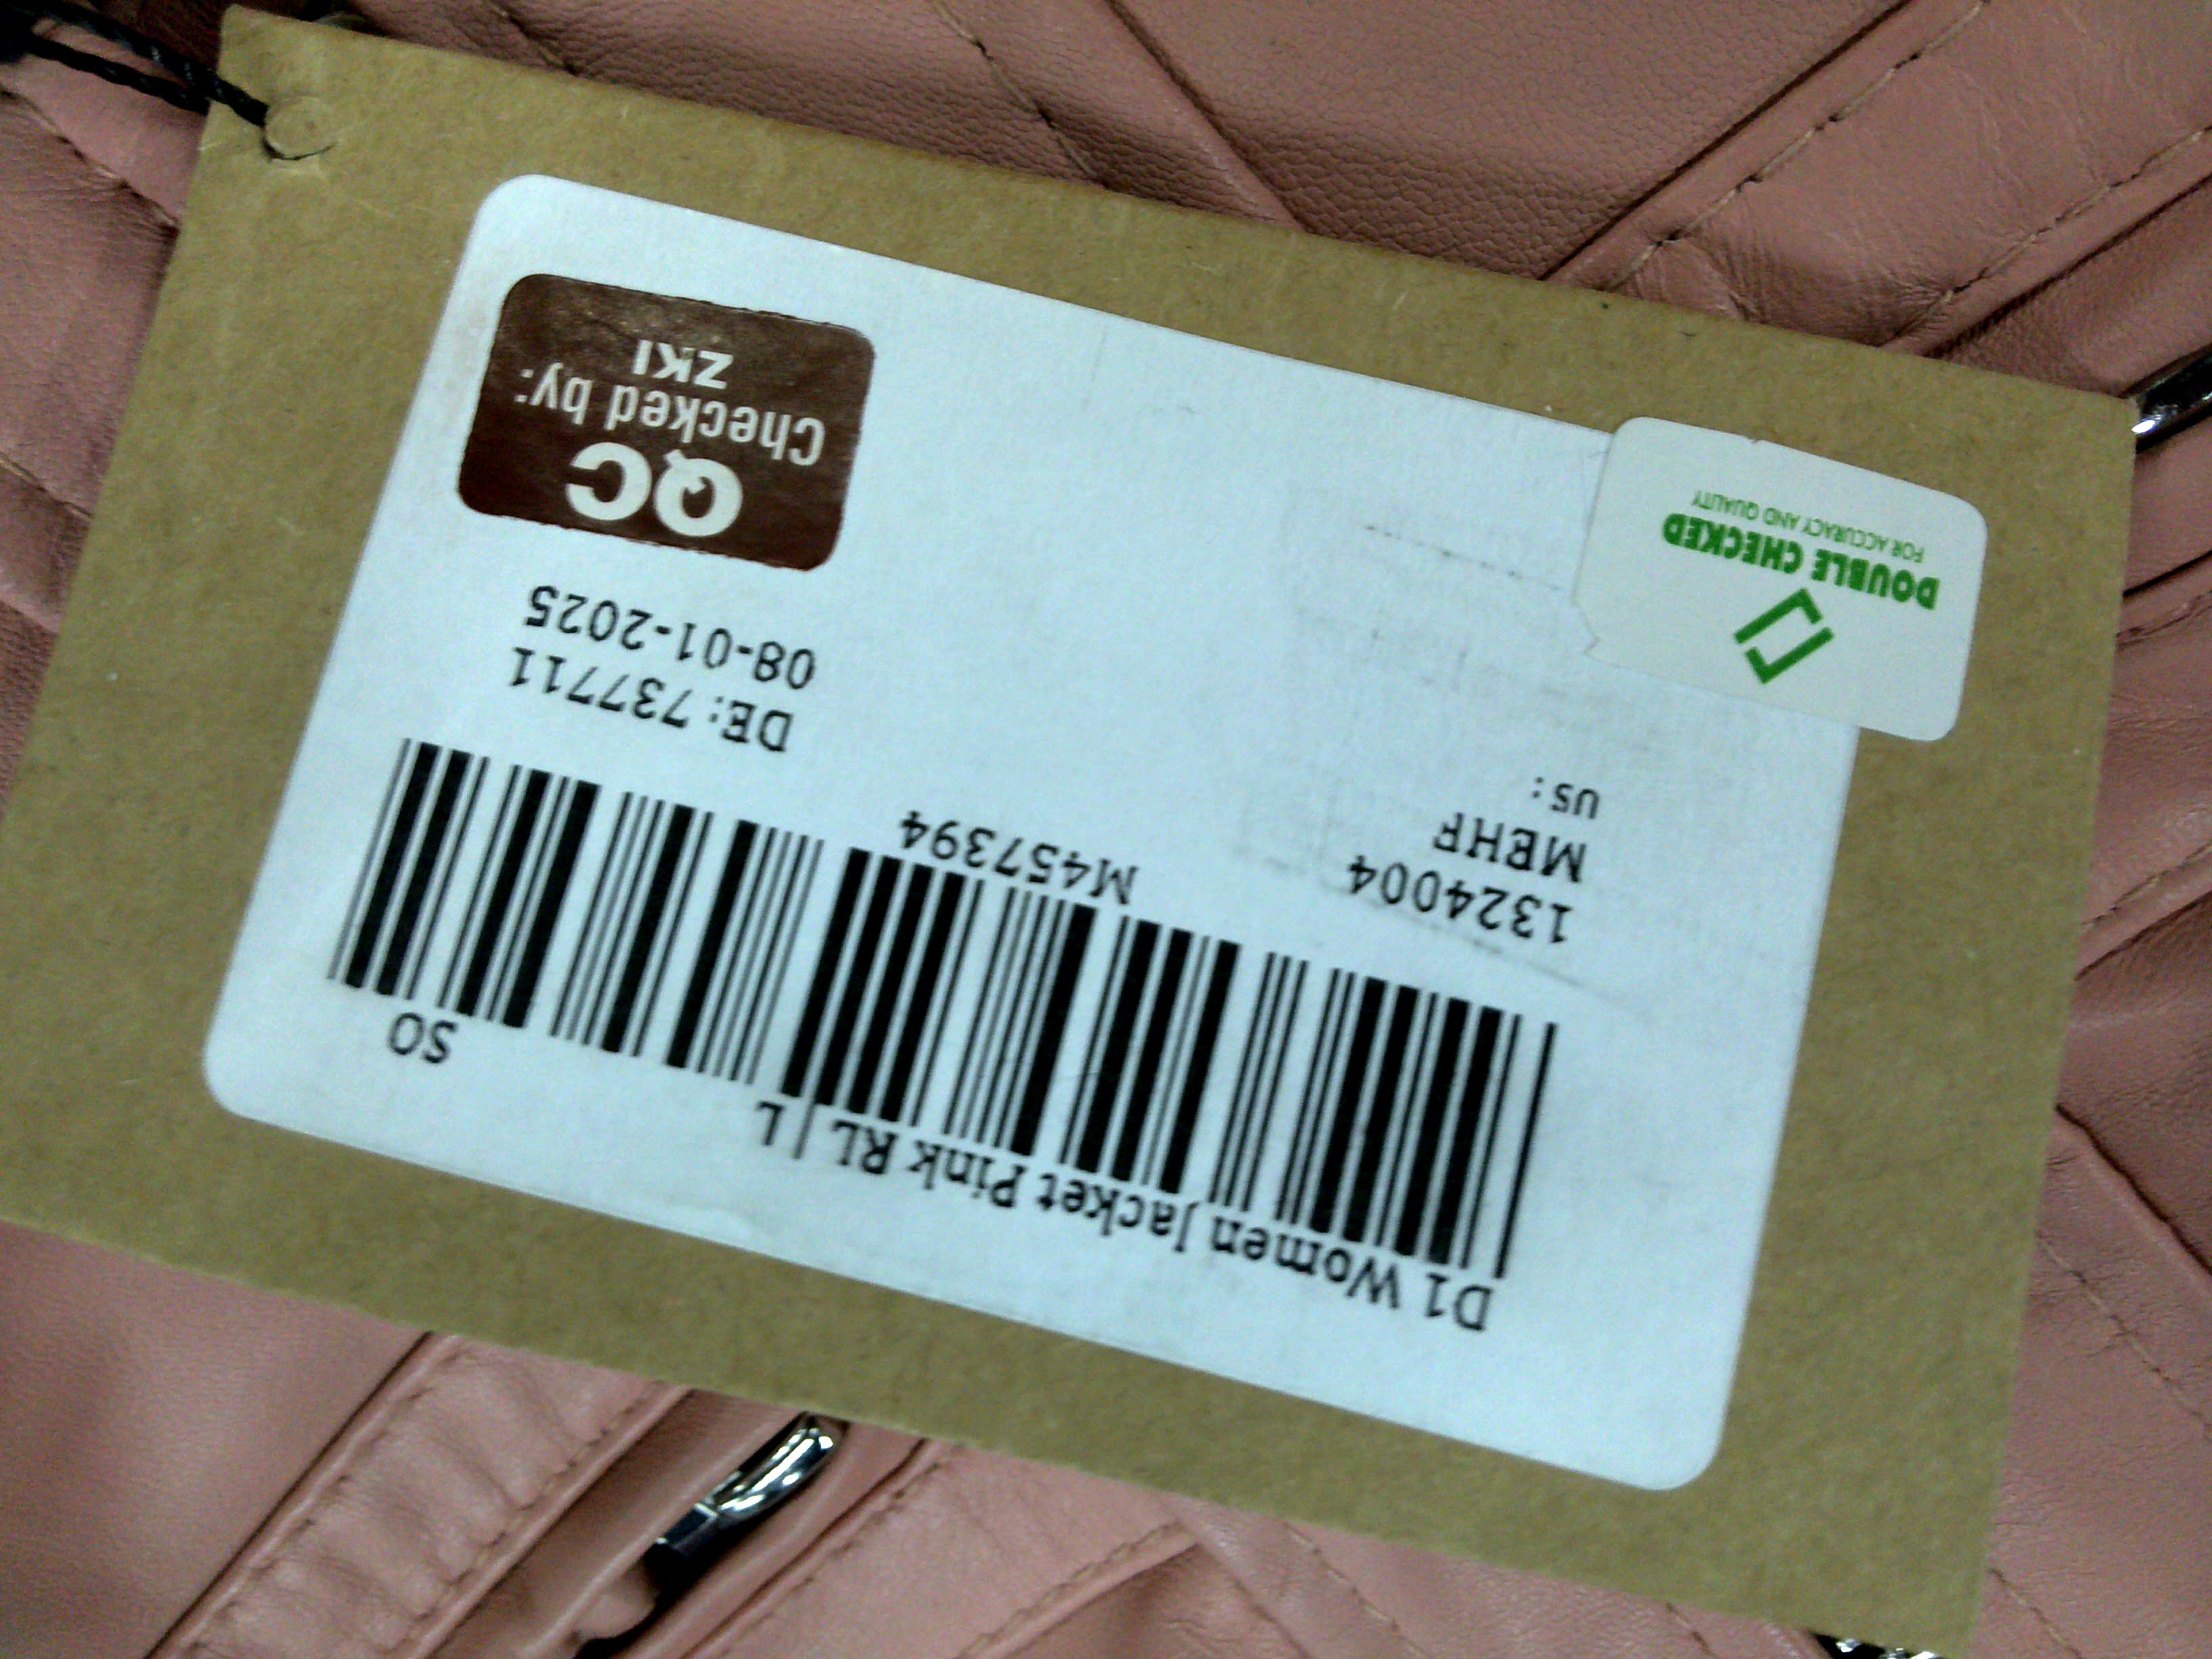 D1 Women Jacket Pink RL | L
SO
M457394
1324004
MEHF
US:
DE: 737711
08-01-2025
QC
Checked by:
ZKI
DOUBLE CHECKED
FOR ACCURACY AND QUALITY